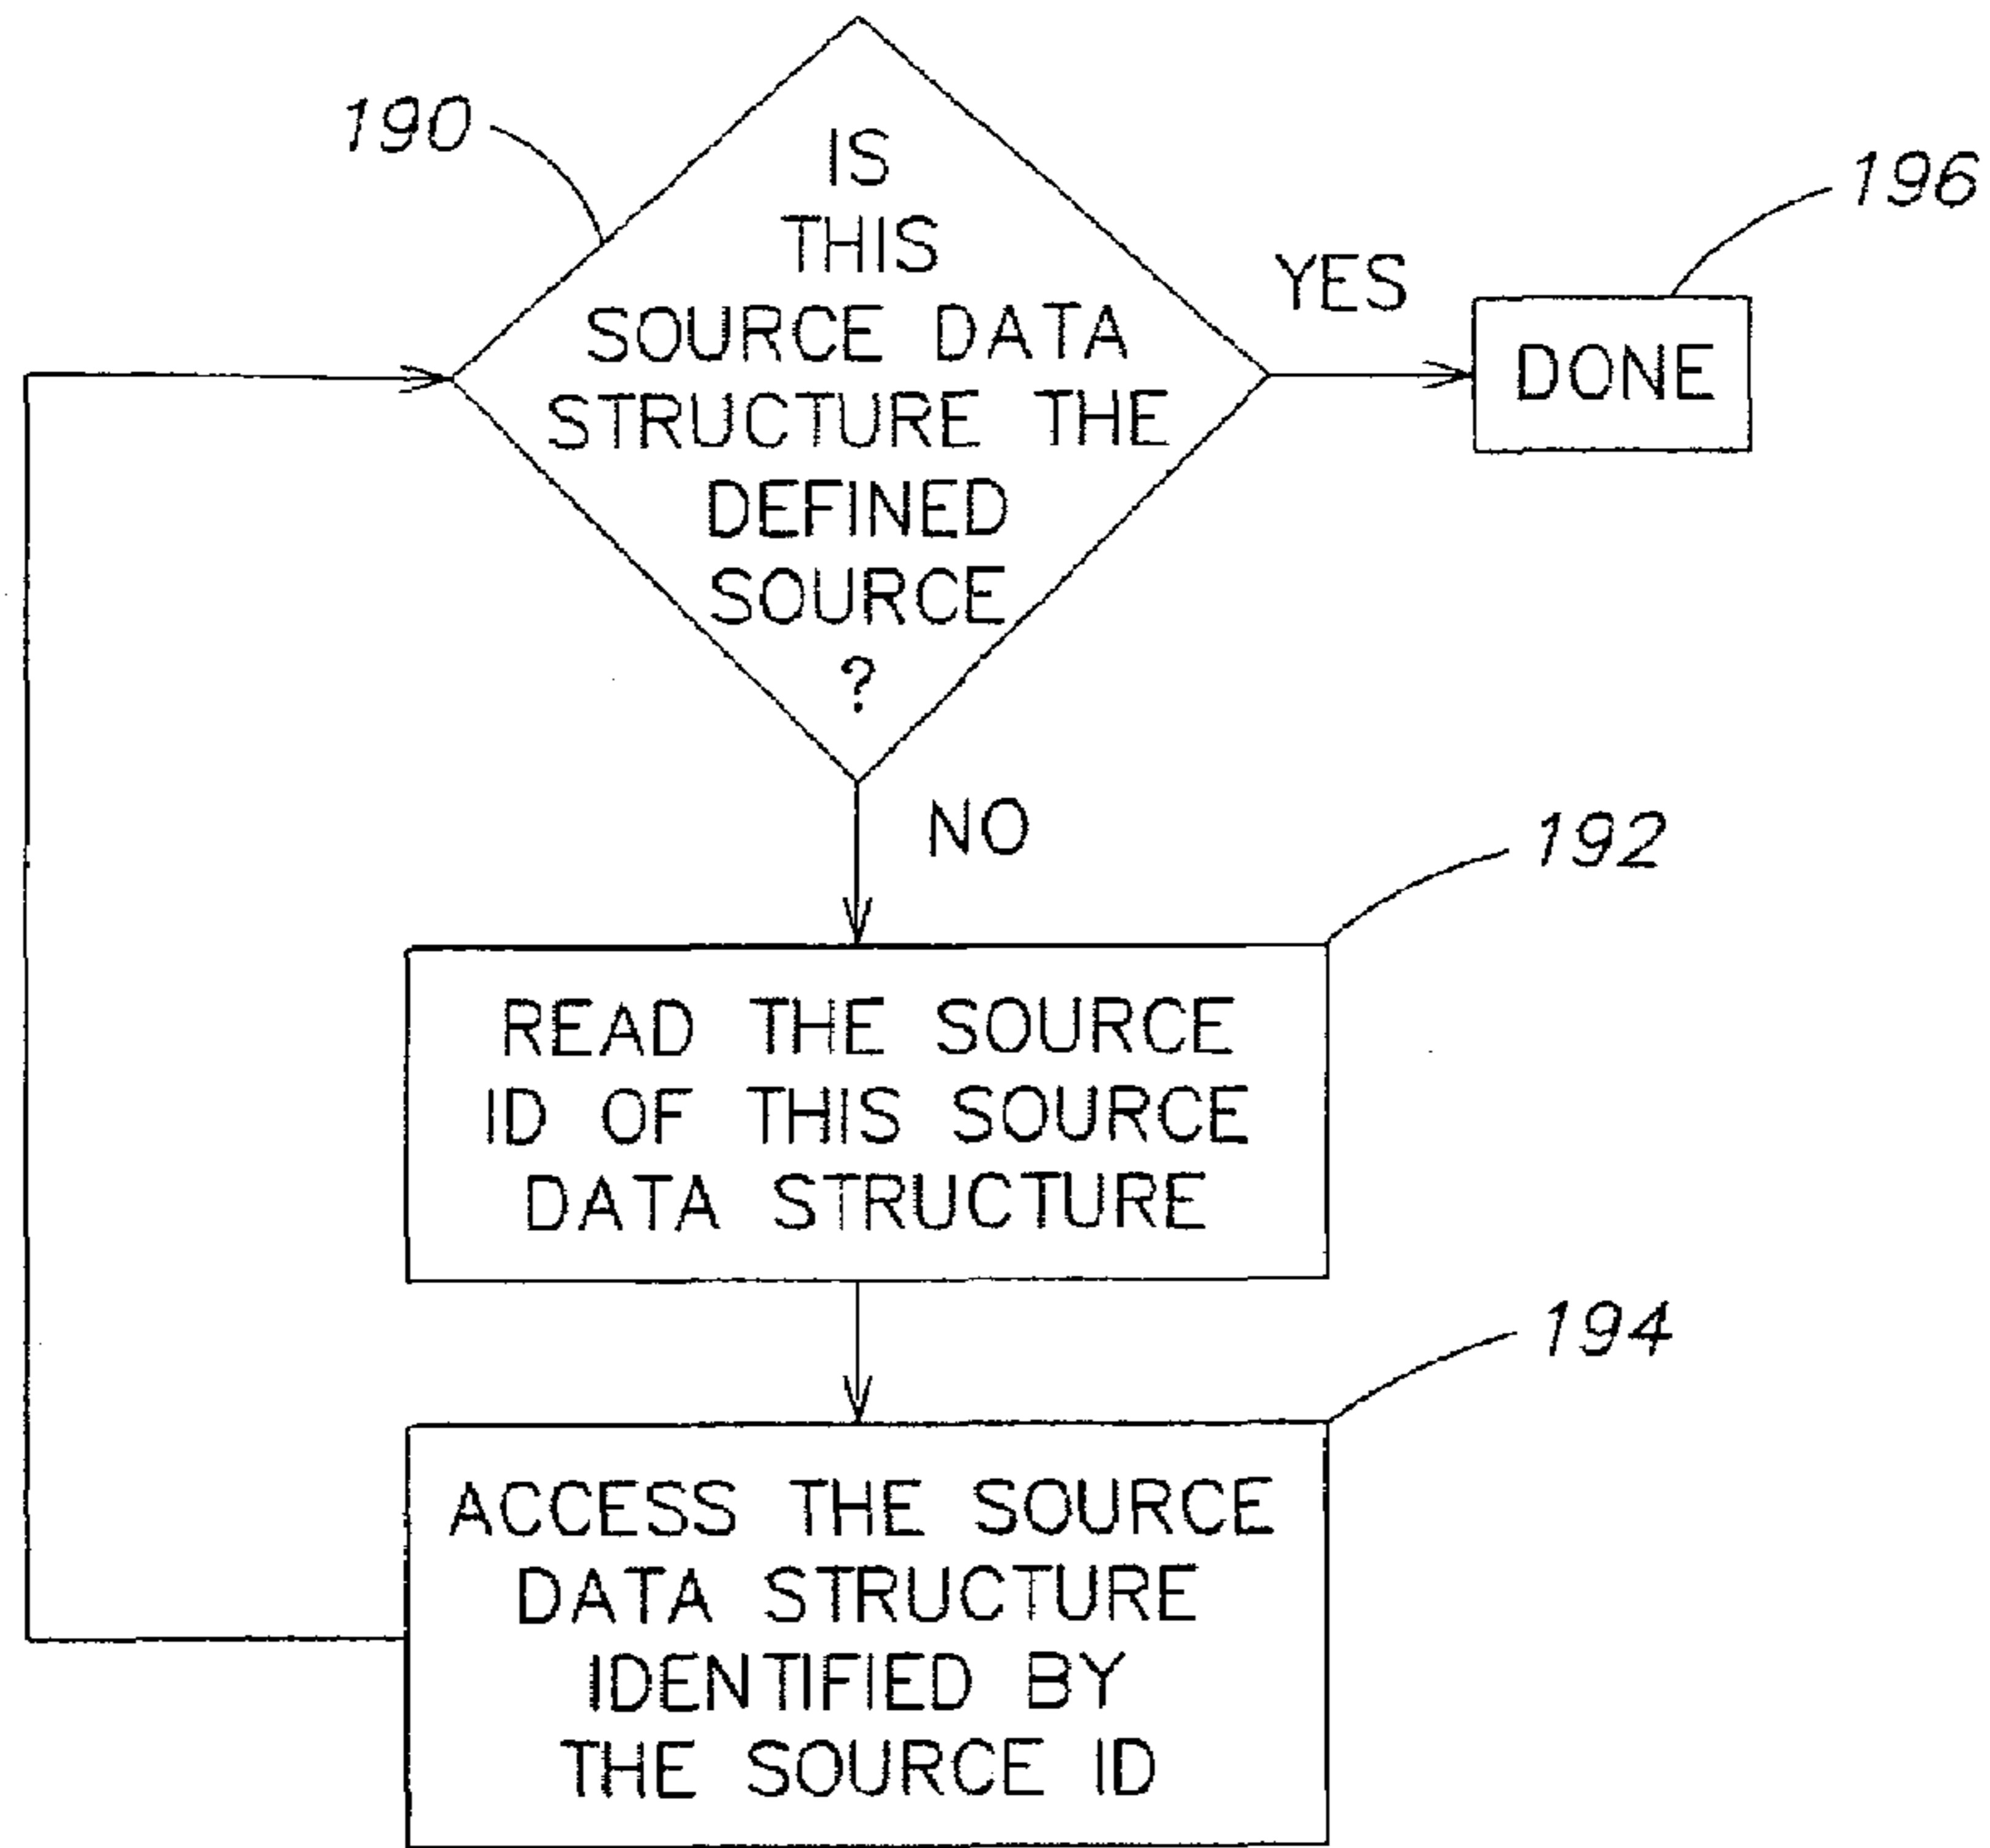 190
IS
THIS
SOURCE DATA
STRUCTURE THE
DEFINED
SOURCE
?
YES
196
DONE
NO
192
READ THE SOURCE
ID OF THIS SOURCE
DATA STRUCTURE
194
ACCESS THE SOURCE
DATA STRUCTURE
IDENTIFIED BY
THE SOURCE ID